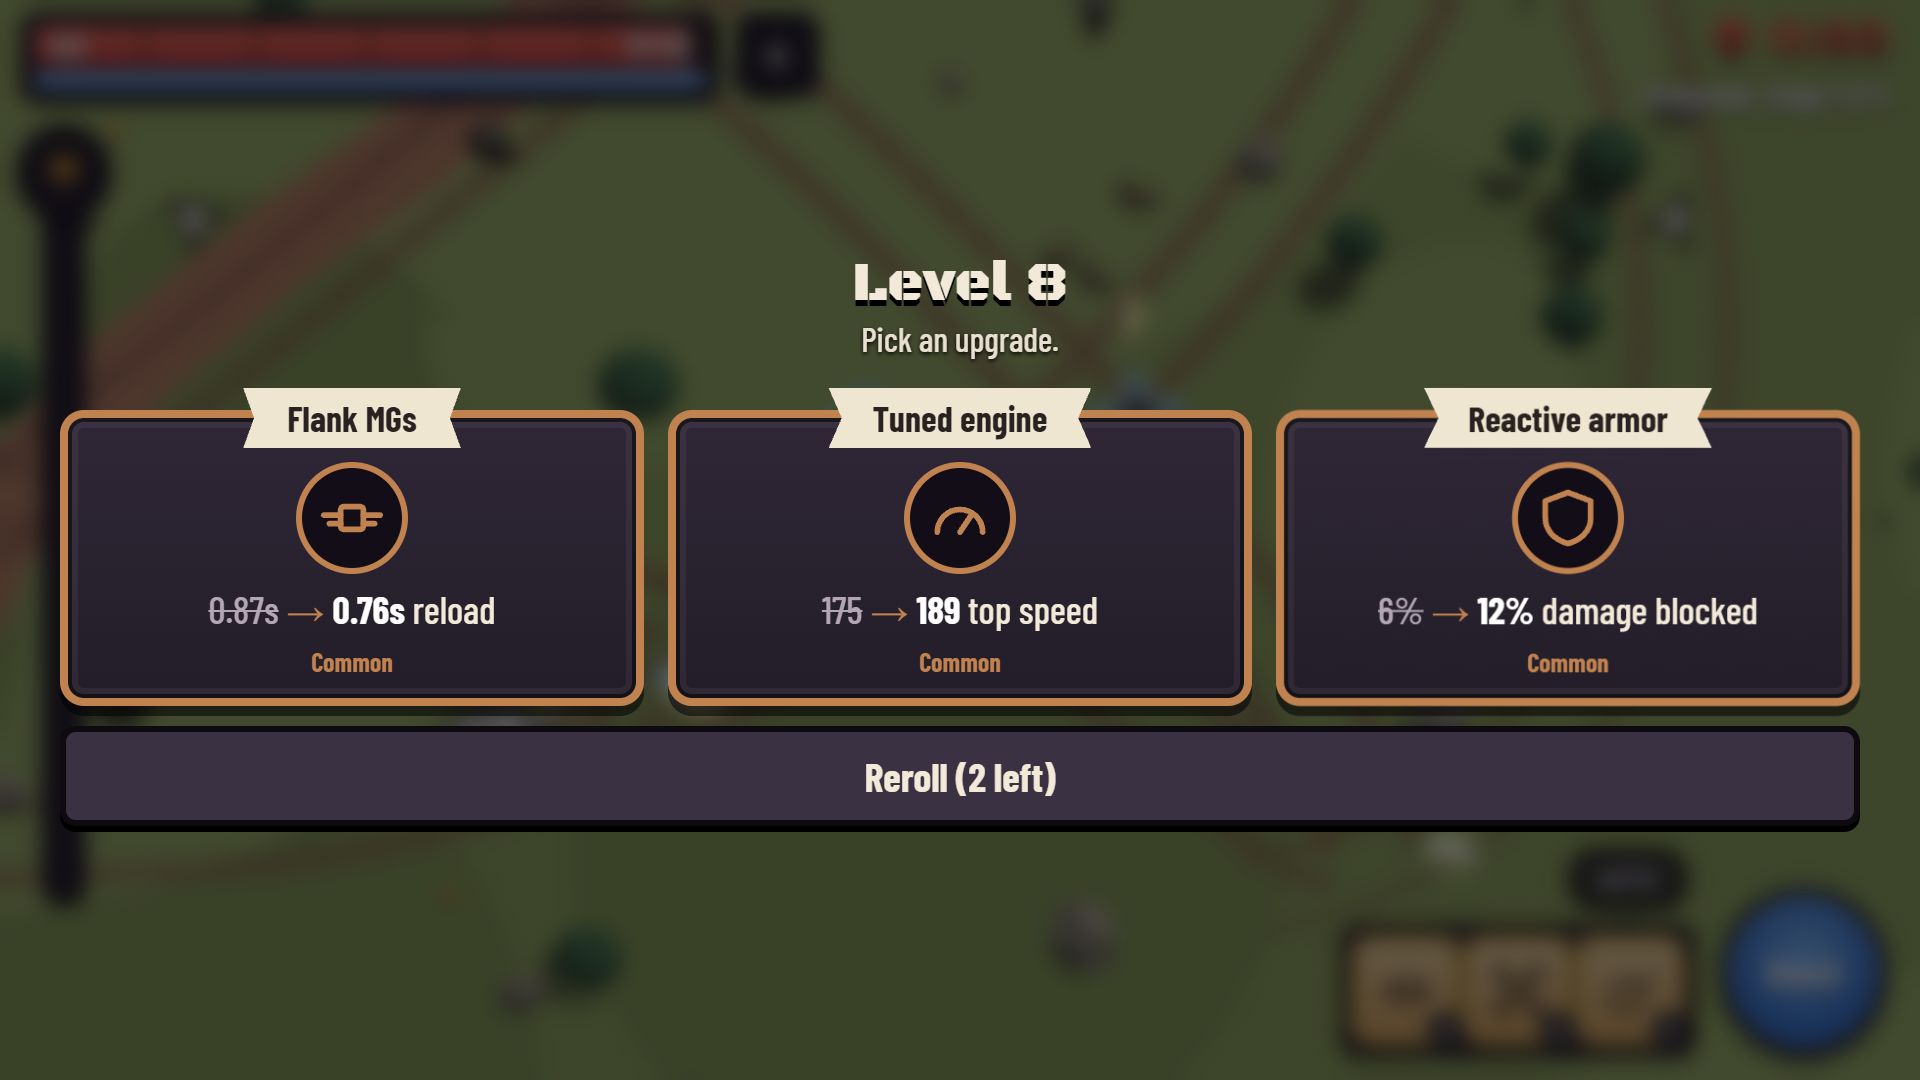 Level 8
Pick an upgrade.
Flank MGs
0.87s → 0.76s reload
Common
Tuned engine
175 → 189 top speed
Common
Reactive armor
6% → 12% damage blocked
Common
Reroll (2 left)